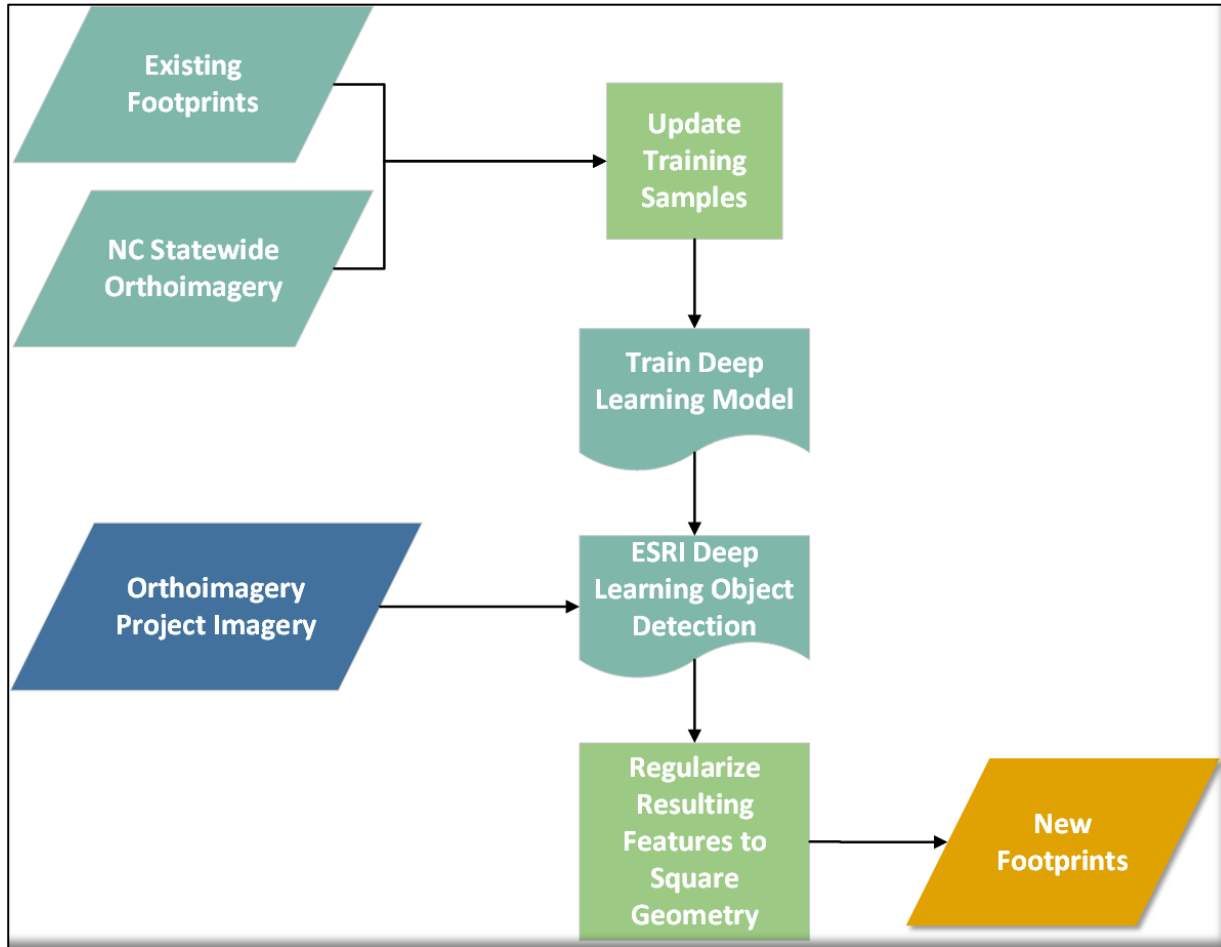 Existing
Footprints
Update
Training
Samples
NC Statewide
Orthoimagery
Train Deep
Learning Model
Orthoimagery
Project Imagery
ESRI Deep
Learning Object
Detection
Regularize
Resulting
Features to
Square
Geometry
New
Footprints